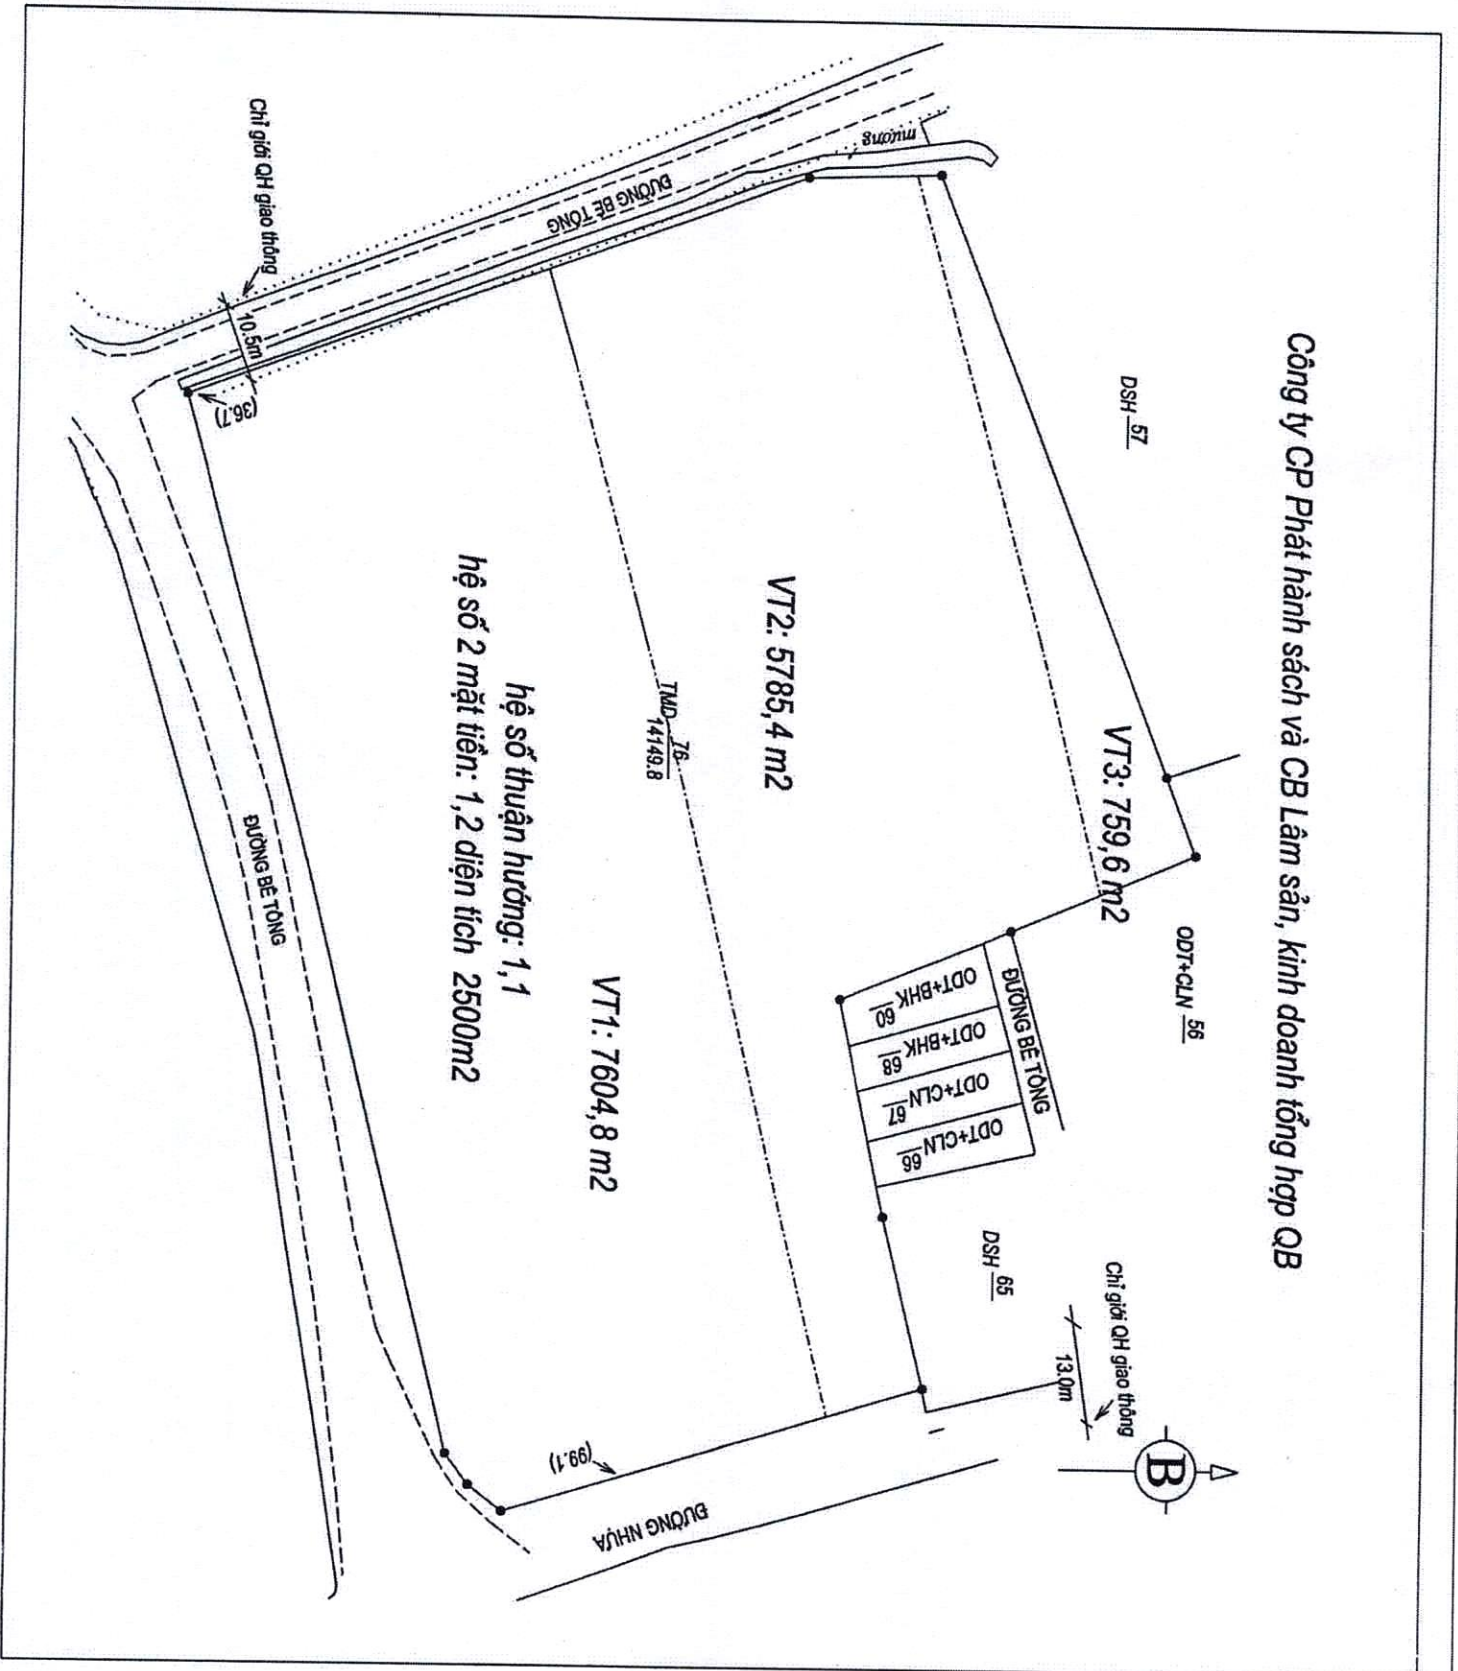 Công ty CP Phát hành sách và CB Lâm sản, kinh doanh tổng hợp QB
DSH 57
ODT+CLN 56
Chỉ giới QH giao thông
13.0m
B
VT3: 759,6 m2
ĐƯỜNG BÊ TÔNG
ODT+BHK 60
ODT+BHK 68
ODT+CLN 67
ODT+CLN 66
DSH 65
mương
VT2: 5785,4 m2
TMD 76
14149.8
ĐƯỜNG BÊ TÔNG
VT1: 7604,8 m2
hệ số thuận hướng: 1,1
hệ số 2 mặt tiền: 1,2 diện tích 2500m2
(99.1)
ĐƯỜNG NHỰA
Chỉ giới QH giao thông
10.5m
(36.7)
ĐƯỜNG BÊ TÔNG